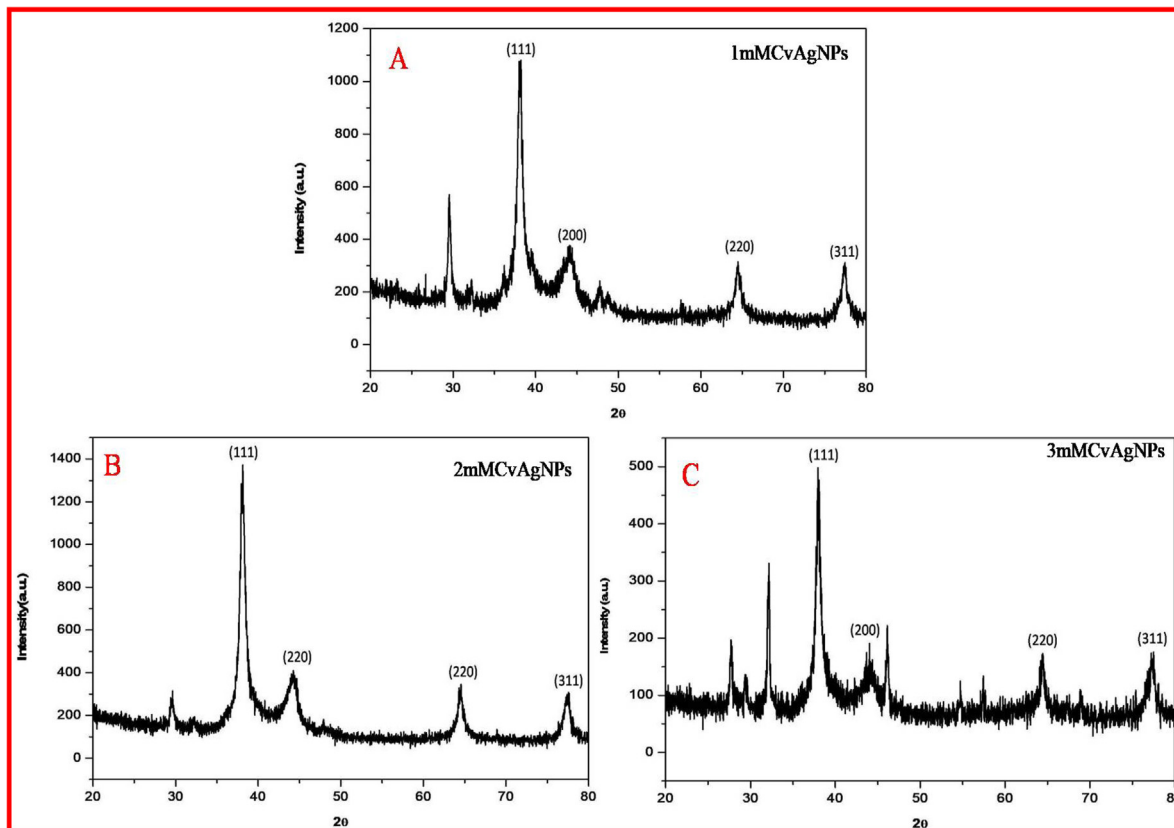 A
1mMCvAgNPs
Intensity (a.u.)
1200
1000
800
600
400
200
0
(111)
(200)
(220)
(311)
20 30 40 50 60 70 80
2θ
B
2mMCvAgNPs
Intensity(a.u.)
1400
1200
1000
800
600
400
200
0
(111)
(220)
(220)
(311)
20 30 40 50 60 70 80
2θ
C
3mMCvAgNPs
Intensity (a.u.)
500
400
300
200
100
0
(111)
(200)
(220)
(311)
20 30 40 50 60 70 80
2θ